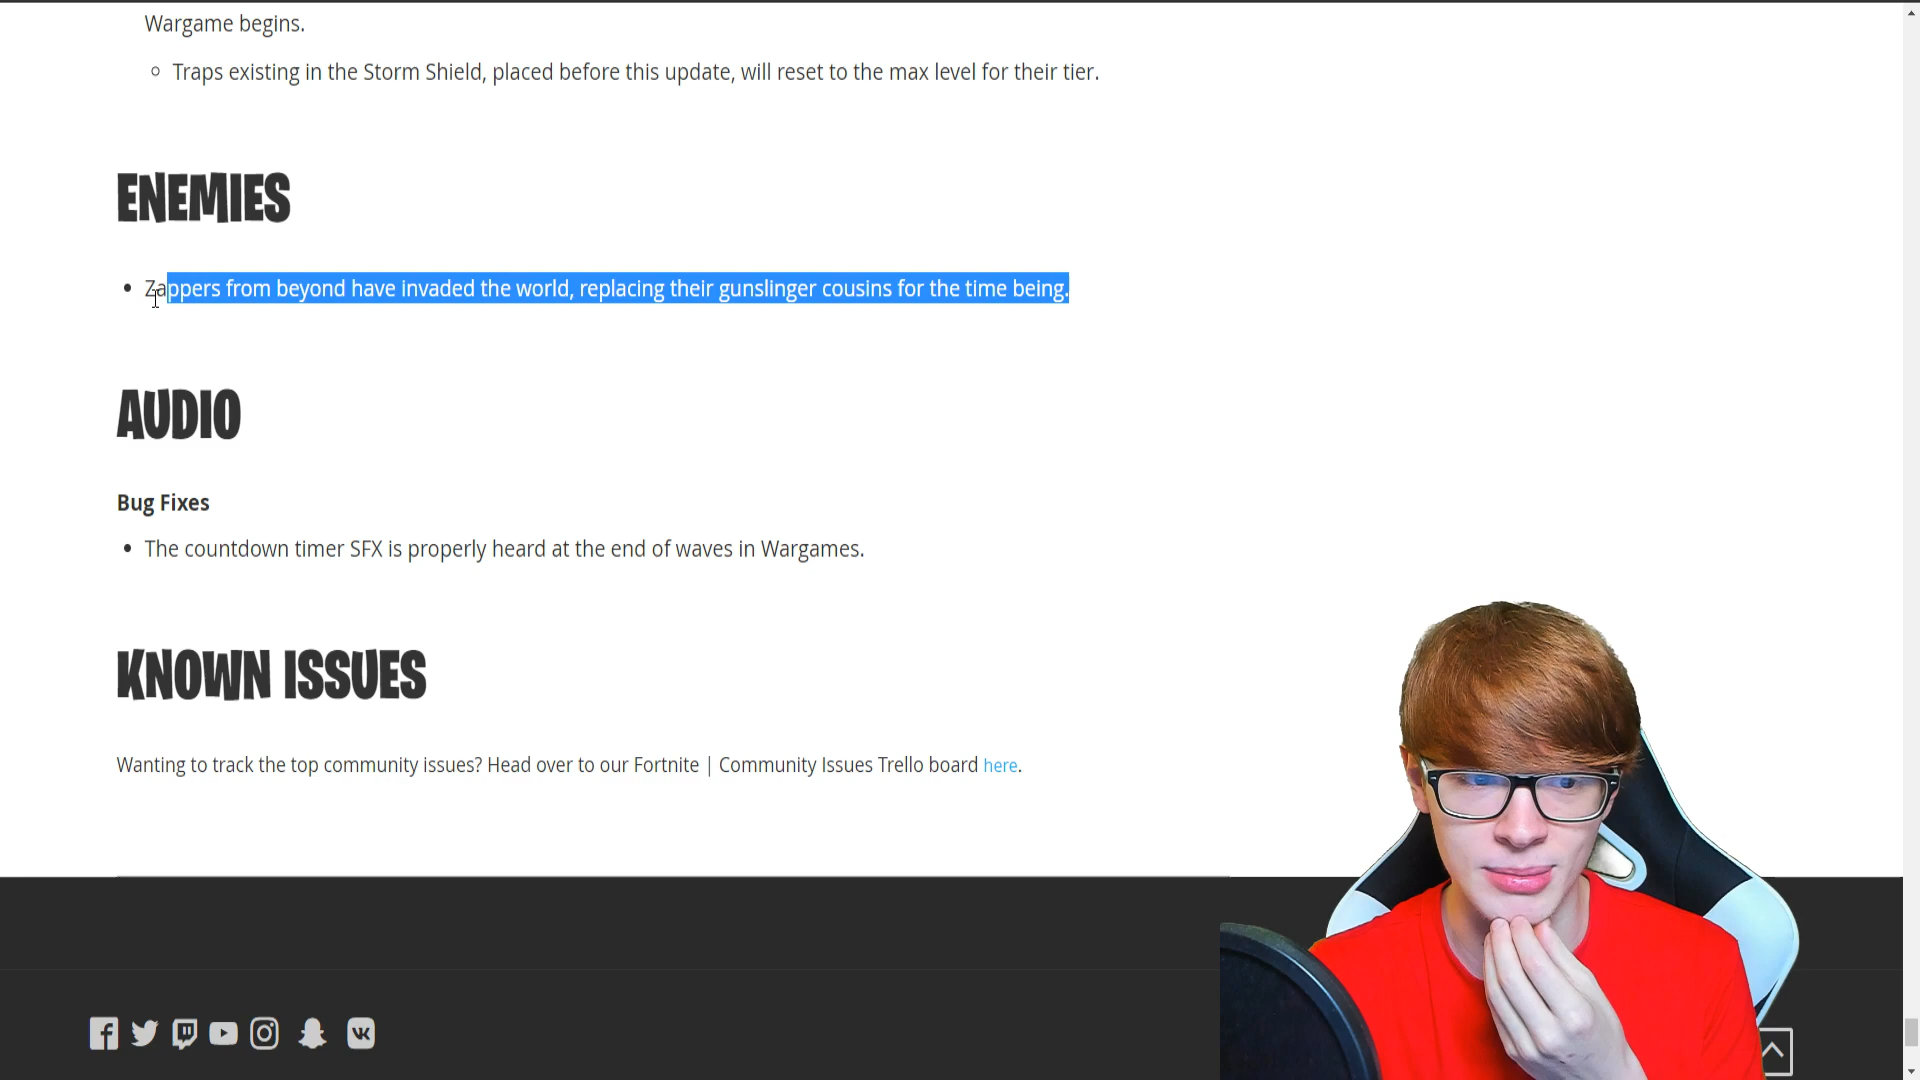 Wargame begins.
Traps existing in the Storm Shield, placed before this update, will reset to the max level for their tier.
ENEMIES
Zappers from beyond have invaded the world, replacing their gunslinger cousins for the time being.
AUDIO
Bug Fixes
The countdown timer SFX is properly heard at the end of waves in Wargames.
KNOWN ISSUES
Wanting to track the top community issues? Head over to our Fortnite | Community Issues Trello board here.